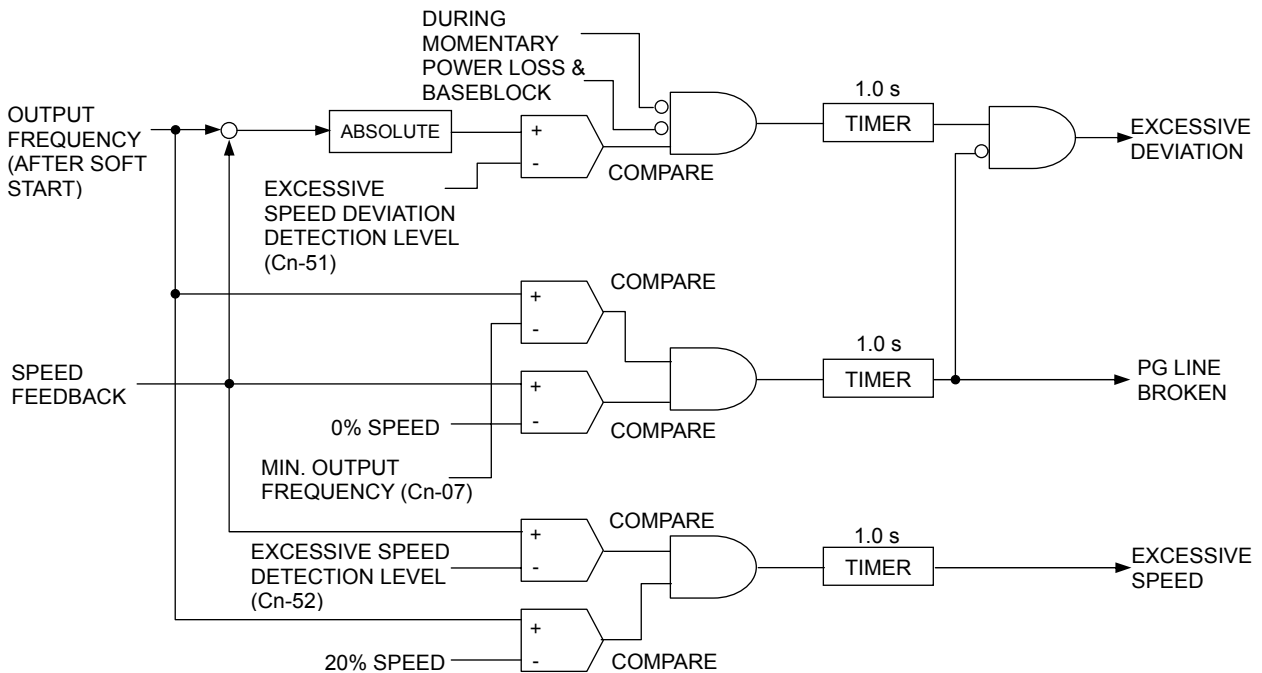 DURING
MOMENTARY
POWER LOSS &
BASEBLOCK
OUTPUT
FREQUENCY
(AFTER SOFT
START)
ABSOLUTE
+
-
COMPARE
EXCESSIVE
SPEED DEVIATION
DETECTION LEVEL
(Cn-51)
1.0 s
TIMER
EXCESSIVE
DEVIATION
COMPARE
+
-
SPEED
FEEDBACK
+
-
0% SPEED
COMPARE
MIN. OUTPUT
FREQUENCY (Cn-07)
1.0 s
TIMER
PG LINE
BROKEN
COMPARE
+
-
EXCESSIVE SPEED
DETECTION LEVEL
(Cn-52)
+
-
20% SPEED
COMPARE
1.0 s
TIMER
EXCESSIVE
SPEED